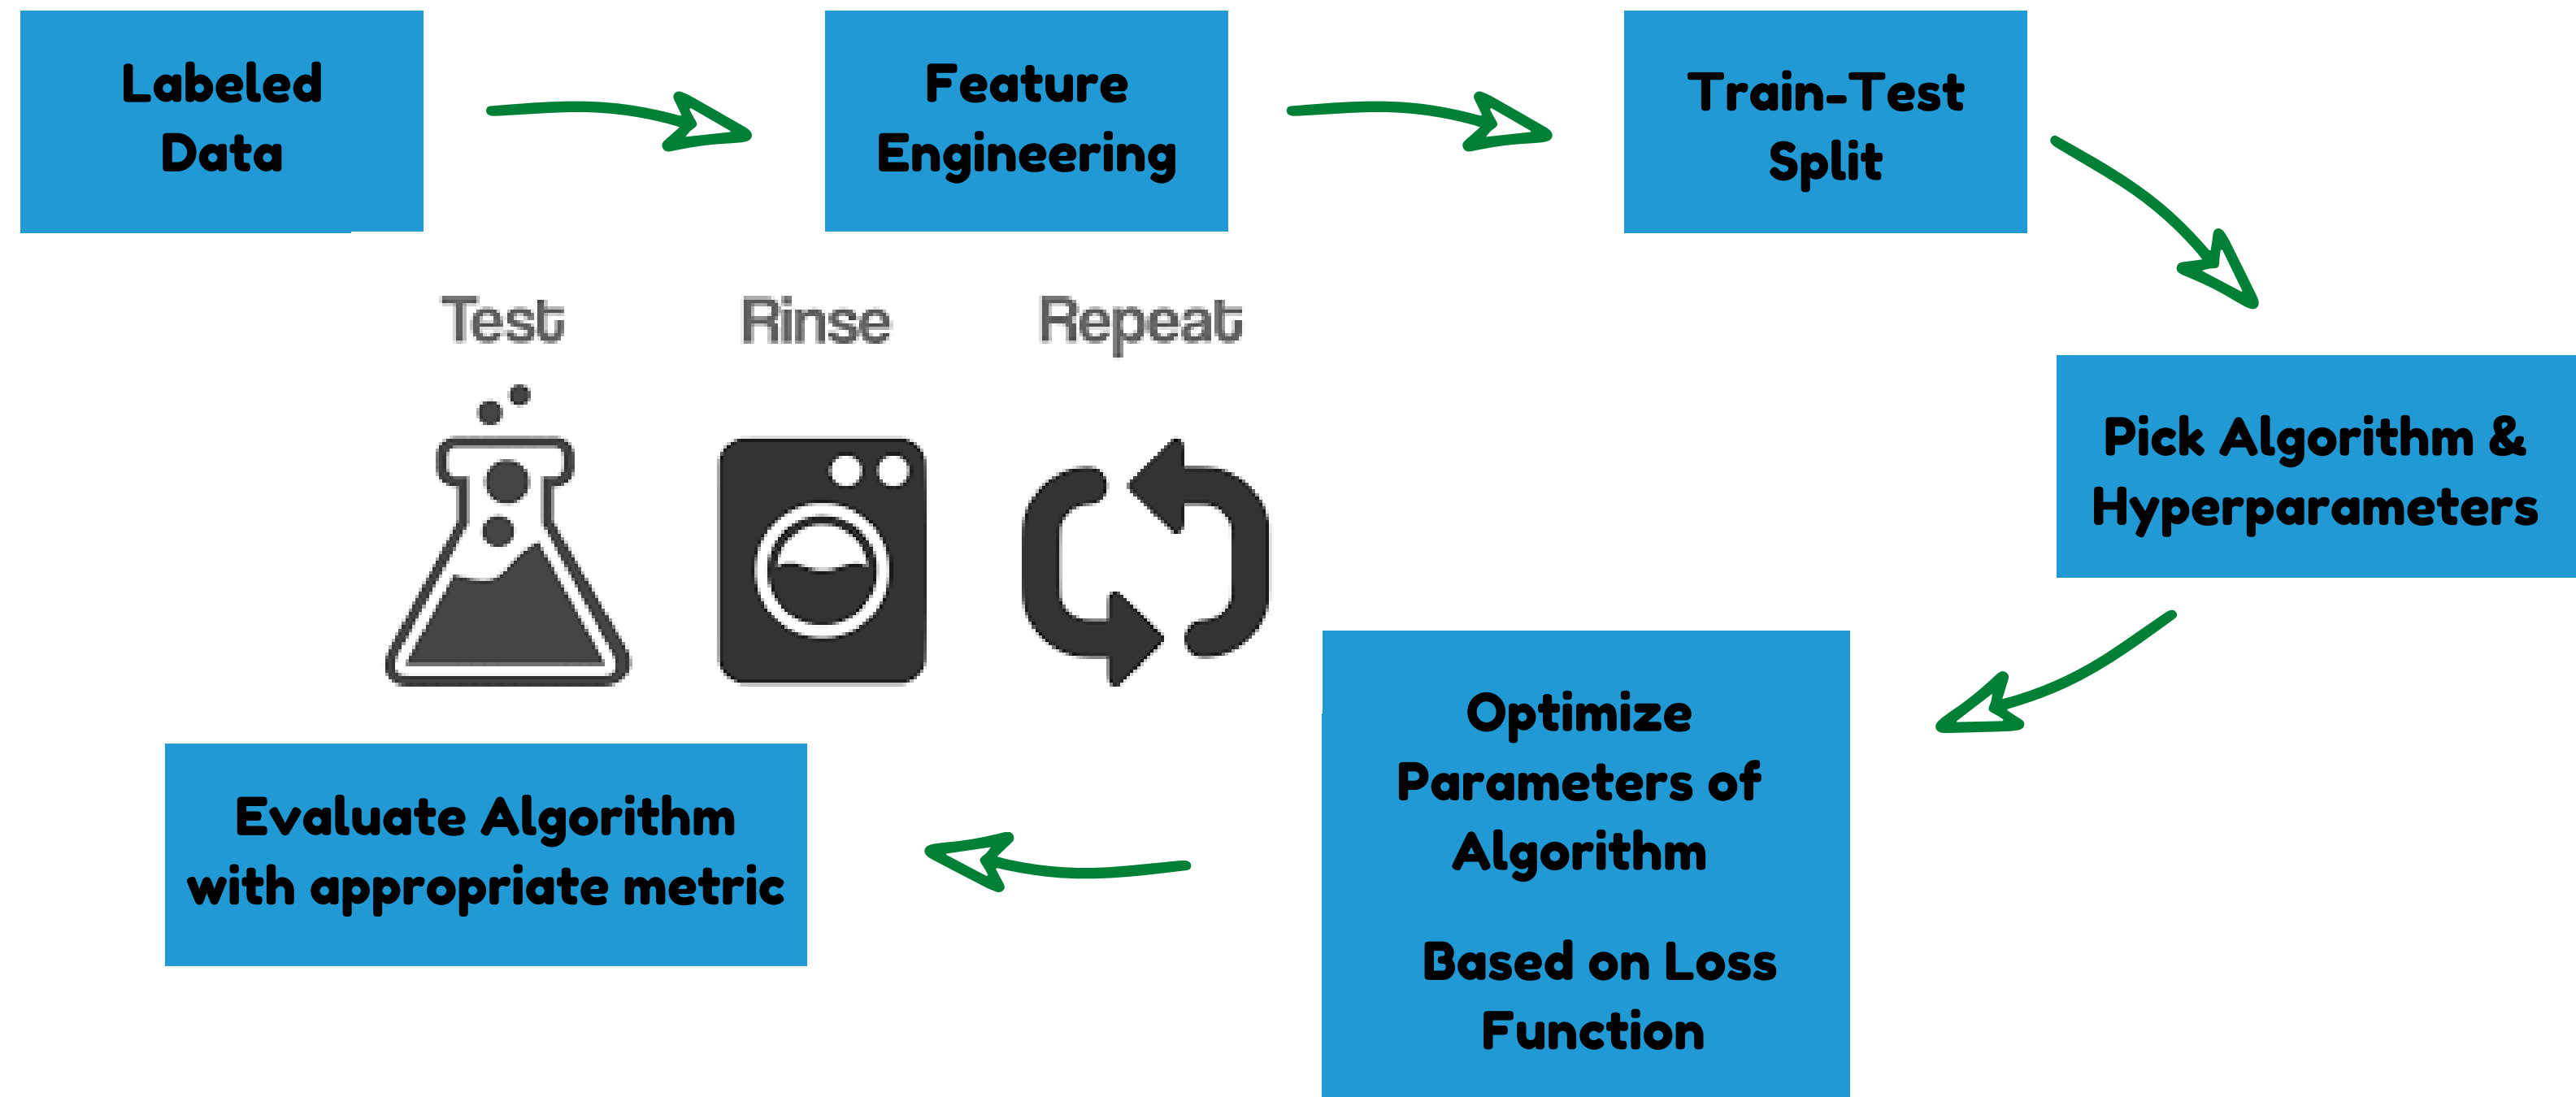 Labeled
Data
Feature
Engineering
Train-Test
Split
Test
Rinse
Repeat
Pick Algorithm &
Hyperparameters
Optimize
Parameters of
Algorithm
Based on Loss
Function
Evaluate Algorithm
with appropriate metric